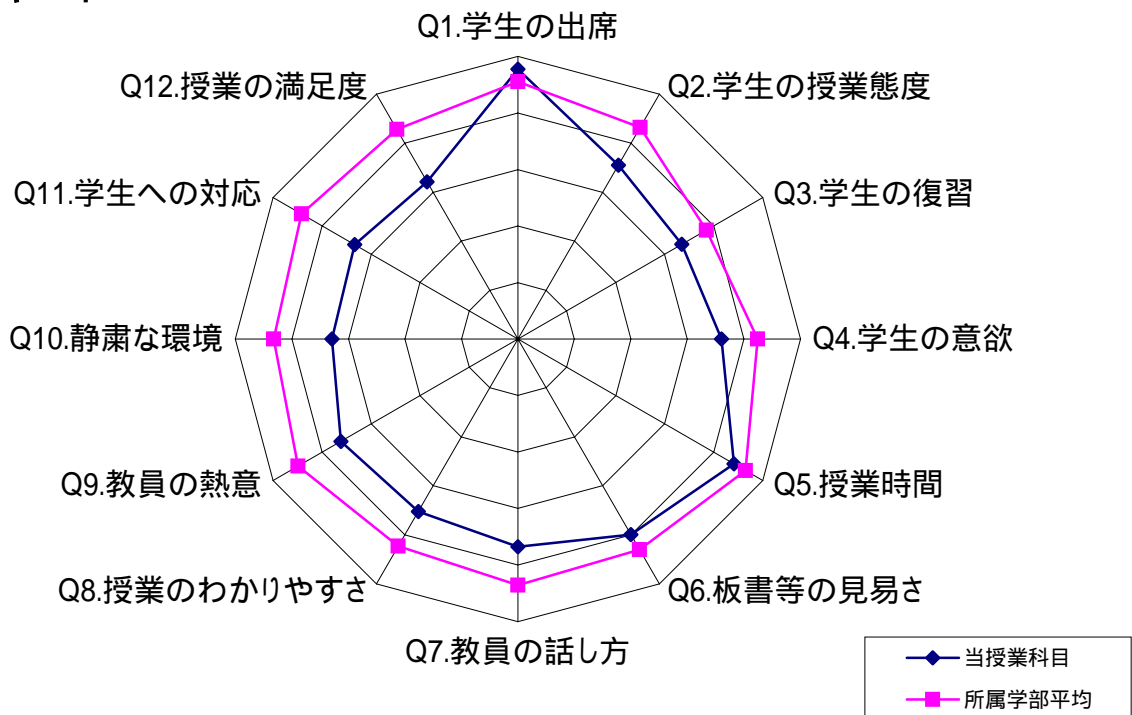 Q1.学生の出席
Q2.学生の授業態度
Q3.学生の復習
Q4.学生の意欲
Q5.授業時間
Q6.板書等の見易さ
Q7.教員の話し方
Q8.授業のわかりやすさ
Q9.教員の熱意
Q10.静粛な環境
Q11.学生への対応
Q12.授業の満足度
当授業科目
所属学部平均